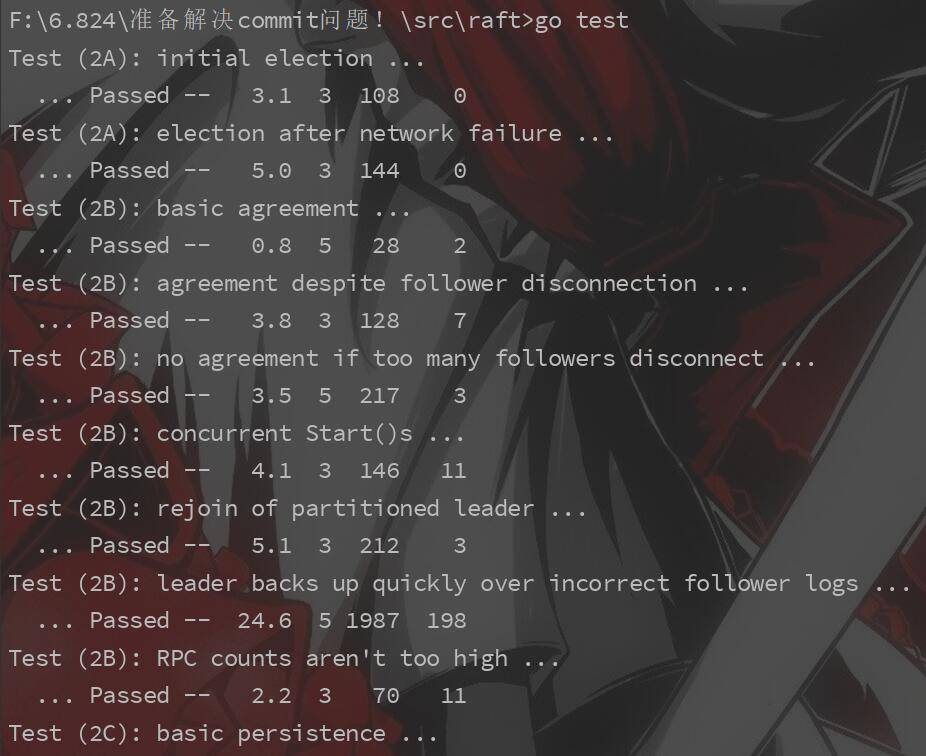 F:\6.824\准备解决commit问题！\src\raft>go test
Test (2A): initial election ...
  ... Passed --   3.1  3  108    0
Test (2A): election after network failure ...
  ... Passed --   5.0  3  144    0
Test (2B): basic agreement ...
  ... Passed --   0.8  5   28    2
Test (2B): agreement despite follower disconnection ...
  ... Passed --   3.8  3  128    7
Test (2B): no agreement if too many followers disconnect ...
  ... Passed --   3.5  5  217    3
Test (2B): concurrent Start()s ...
  ... Passed --   4.1  3  146   11
Test (2B): rejoin of partitioned leader ...
  ... Passed --   5.1  3  212    3
Test (2B): leader backs up quickly over incorrect follower logs ...
  ... Passed --  24.6  5 1987  198
Test (2B): RPC counts aren't too high ...
  ... Passed --   2.2  3   70   11
Test (2C): basic persistence ...